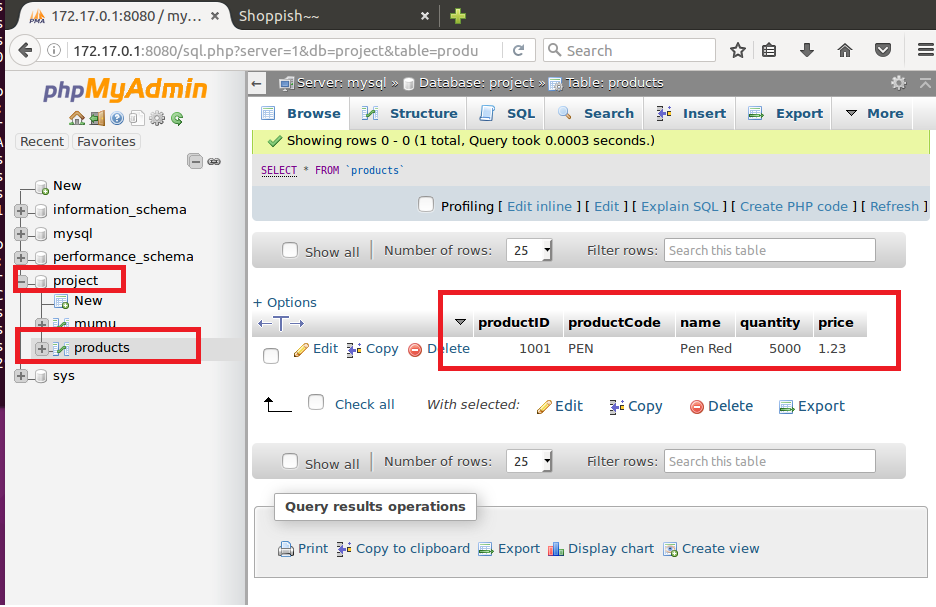 172.17.0.1:8080 / my... ×
Shoppish~~ ×
172.17.0.1:8080/sql.php?server=1&db=project&table=produ
Search
phpMyAdmin
Recent Favorites
New
information_schema
mysql
performance_schema
project
New
mumu
products
sys
Server: mysql » Database: project » Table: products
Browse Structure SQL Search Insert Export More
Showing rows 0 - 0 (1 total, Query took 0.0003 seconds.)
SELECT * FROM `products`
Profiling [ Edit inline ] [ Edit ] [ Explain SQL ] [ Create PHP code ] [ Refresh ]
Show all | Number of rows: 25 Filter rows: Search this table
+ Options
productID productCode name quantity price
Edit Copy Delete 1001 PEN Pen Red 5000 1.23
Check all With selected: Edit Copy Delete Export
Show all | Number of rows: 25 Filter rows: Search this table
Query results operations
Print Copy to clipboard Export Display chart Create view